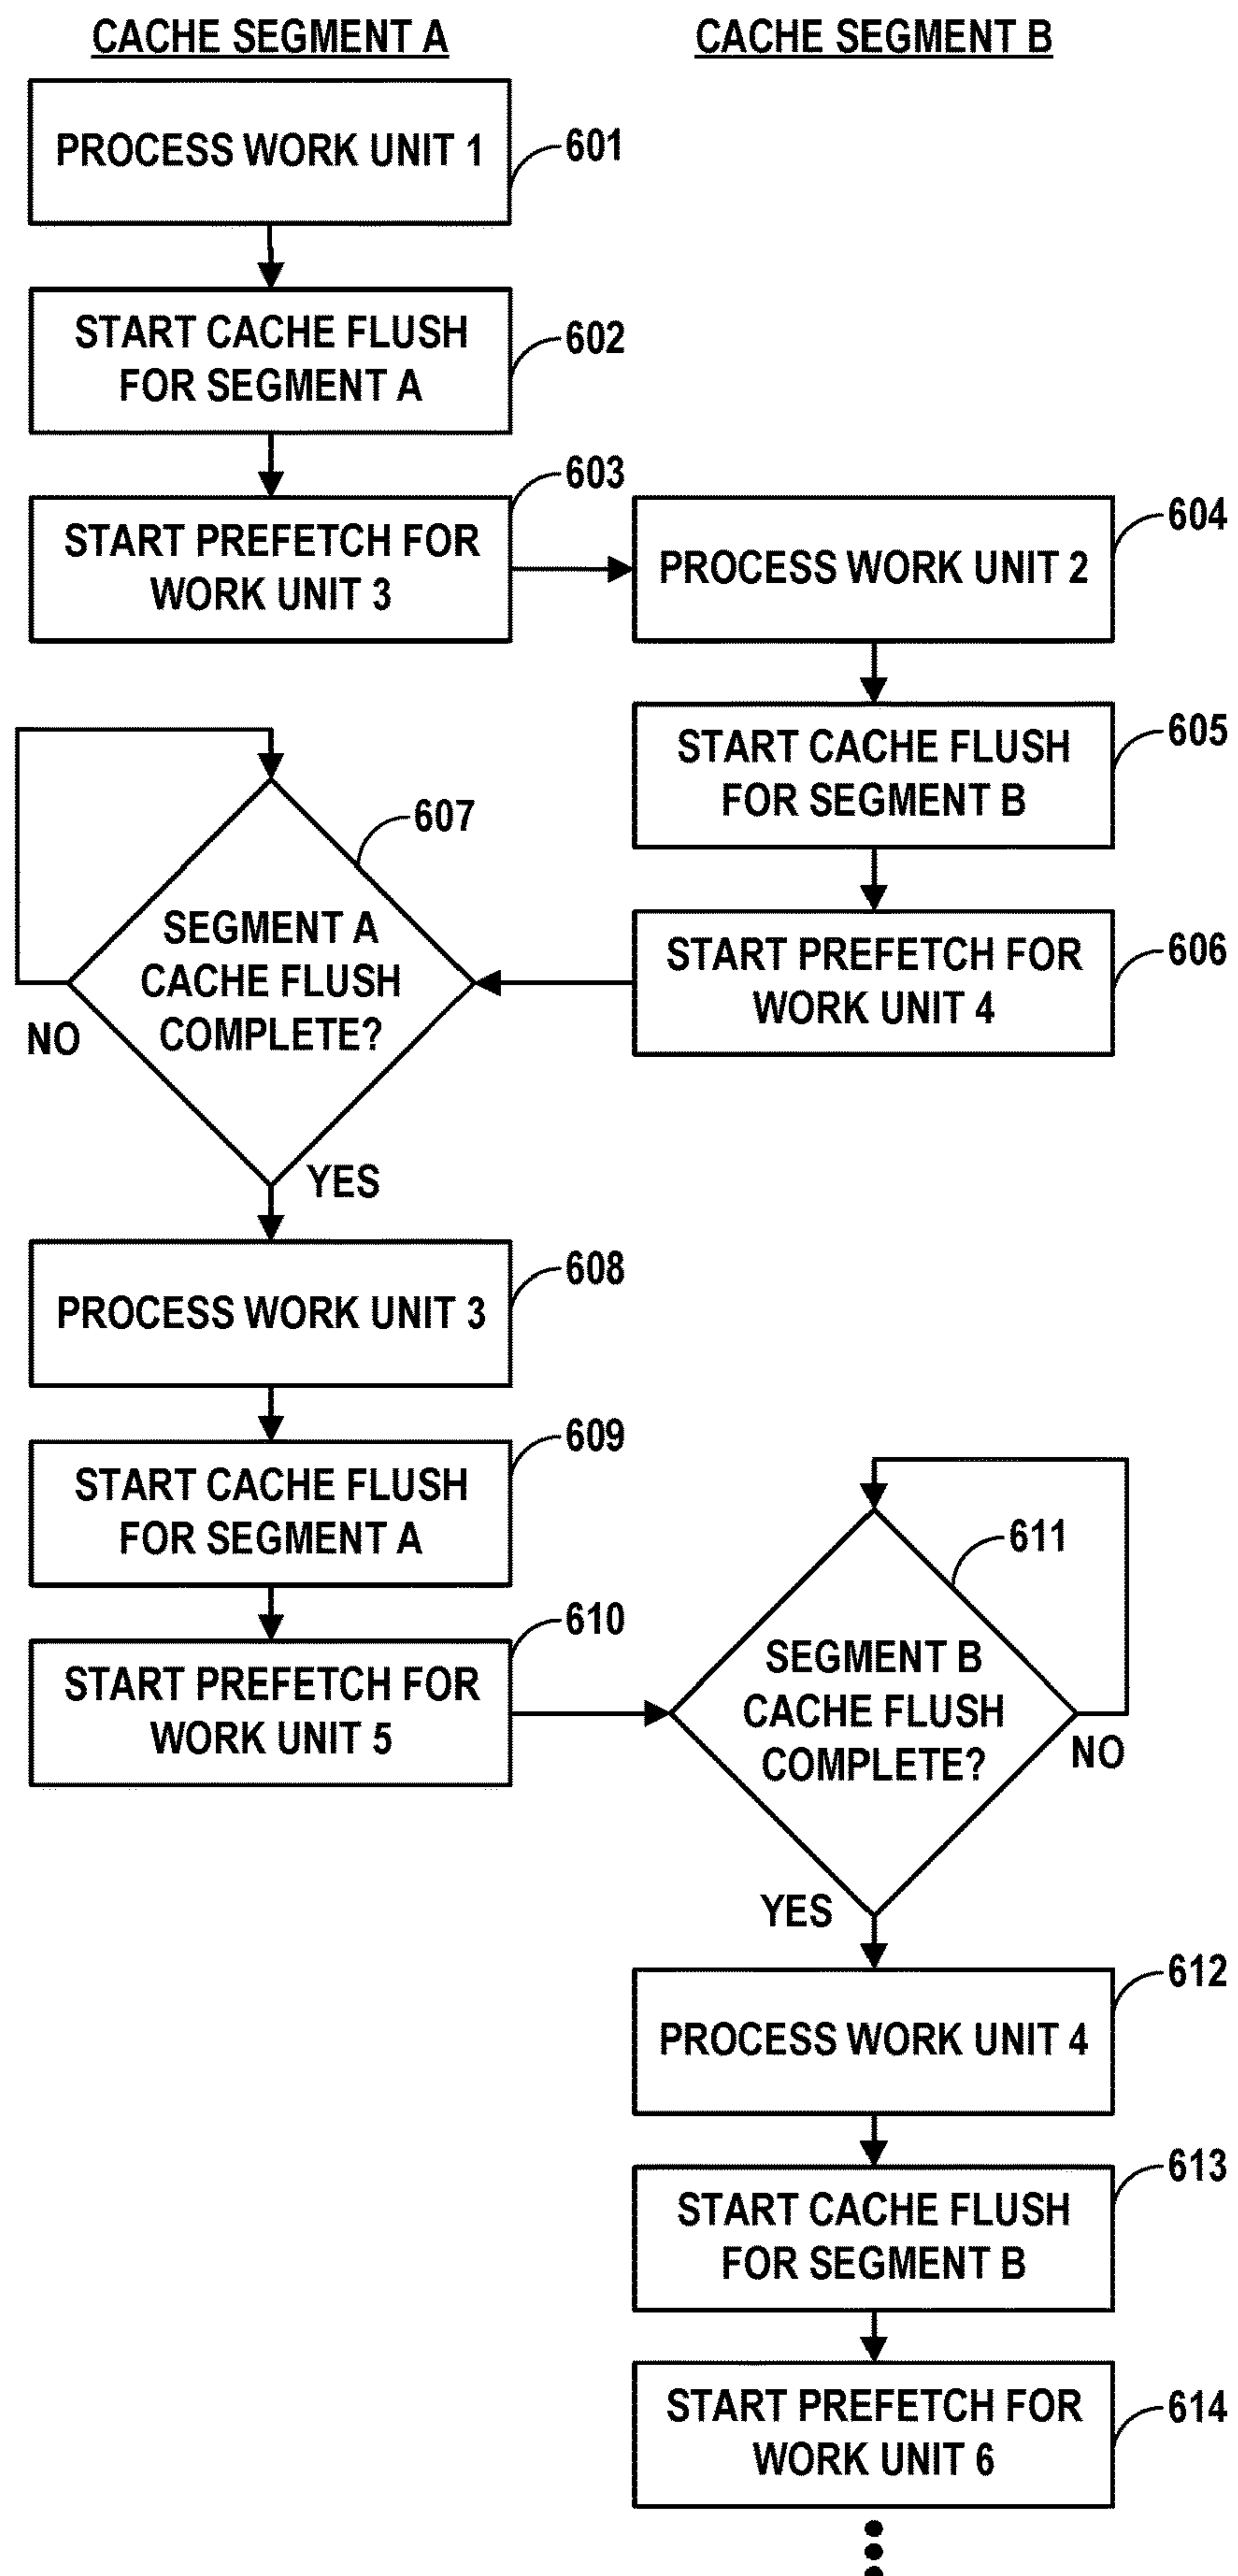 CACHE SEGMENT A
CACHE SEGMENT B
PROCESS WORK UNIT 1
601
START CACHE FLUSH
FOR SEGMENT A
602
START PREFETCH FOR
WORK UNIT 3
603
PROCESS WORK UNIT 2
604
START CACHE FLUSH
FOR SEGMENT B
605
START PREFETCH FOR
WORK UNIT 4
606
SEGMENT A
CACHE FLUSH
COMPLETE?
607
NO
YES
PROCESS WORK UNIT 3
608
START CACHE FLUSH
FOR SEGMENT A
609
START PREFETCH FOR
WORK UNIT 5
610
SEGMENT B
CACHE FLUSH
COMPLETE?
611
NO
YES
PROCESS WORK UNIT 4
612
START CACHE FLUSH
FOR SEGMENT B
613
START PREFETCH FOR
WORK UNIT 6
614